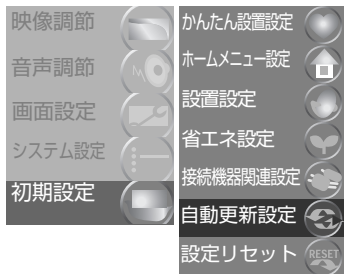 映像調節
音声調節
画面設定
システム設定
初期設定
かんたん設置設定
ホームメニュー設定
設置設定
省エネ設定
接続機器関連設定
自動更新設定
設定リセット
RESET